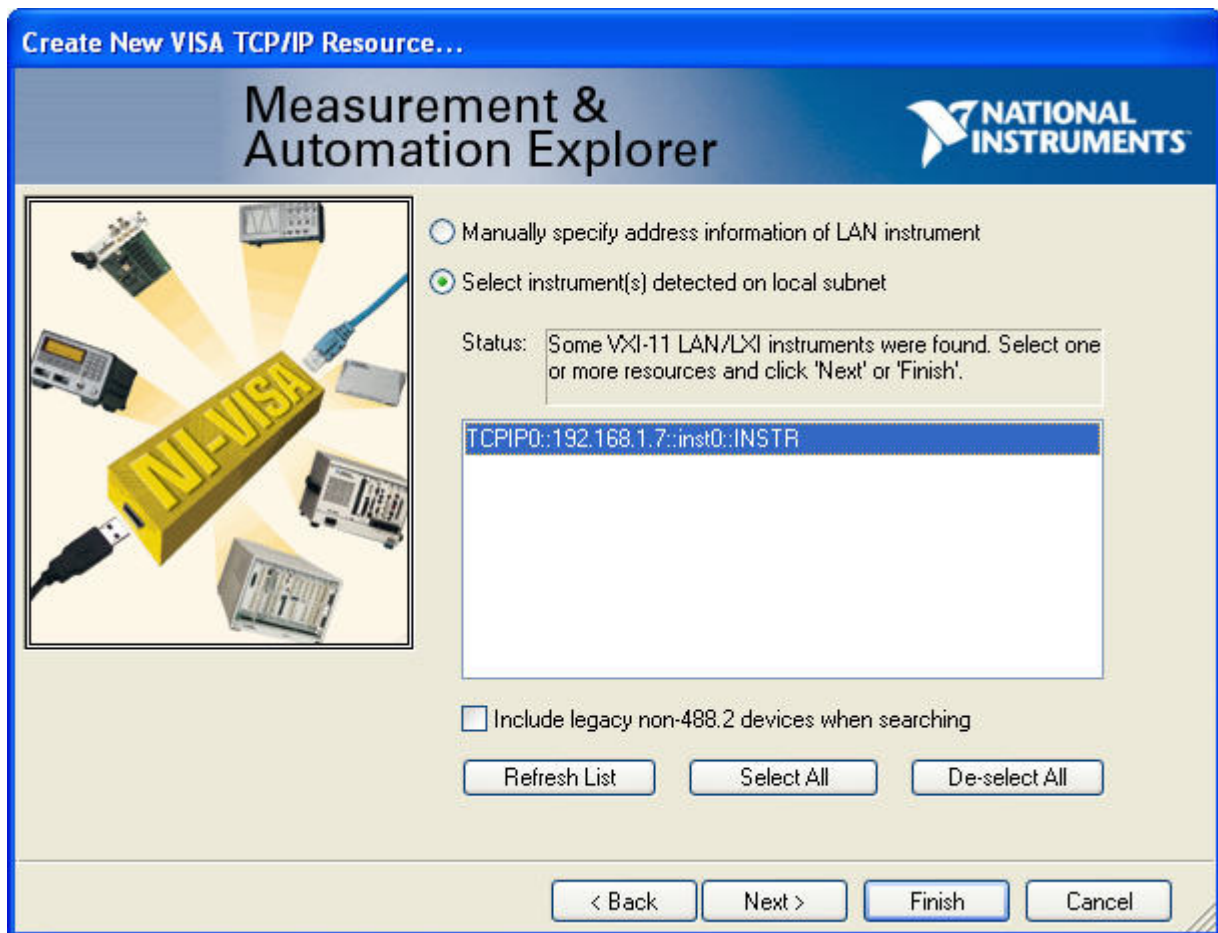 Create New VISA TCP/IP Resource...
Measurement &
Automation Explorer
NATIONAL
INSTRUMENTS
NI-VISA
Manually specify address information of LAN instrument
Select instrument(s) detected on local subnet
Status:
Some VXI-11 LAN/LXI instruments were found. Select one
or more resources and click 'Next' or 'Finish'.
TCPIP0::192.168.1.7::inst0::INSTR
Include legacy non-488.2 devices when searching
Refresh List
Select All
De-select All
< Back
Next >
Finish
Cancel